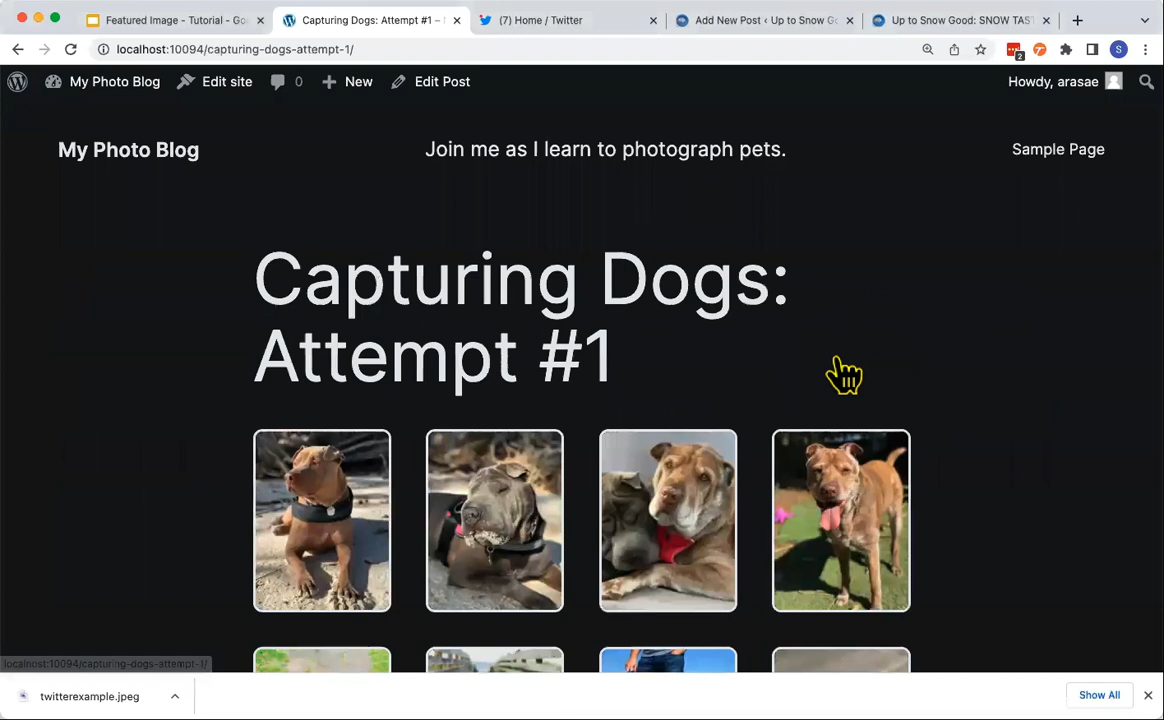 Featured Image - Tutorial - Go
Capturing Dogs: Attempt #1 –
(7) Home / Twitter
Add New Post ‹ Up to Snow G
Up to Snow Good: SNOW TAST
localhost:10094/capturing-dogs-attempt-1/
2
S
My Photo Blog
Edit site
0
New
Edit Post
Howdy, arasae
My Photo Blog
Join me as I learn to photograph pets.
Sample Page
Capturing Dogs:
Attempt #1
localhost:10094/capturing-dogs-attempt-1/
twitterexample.jpeg
Show All